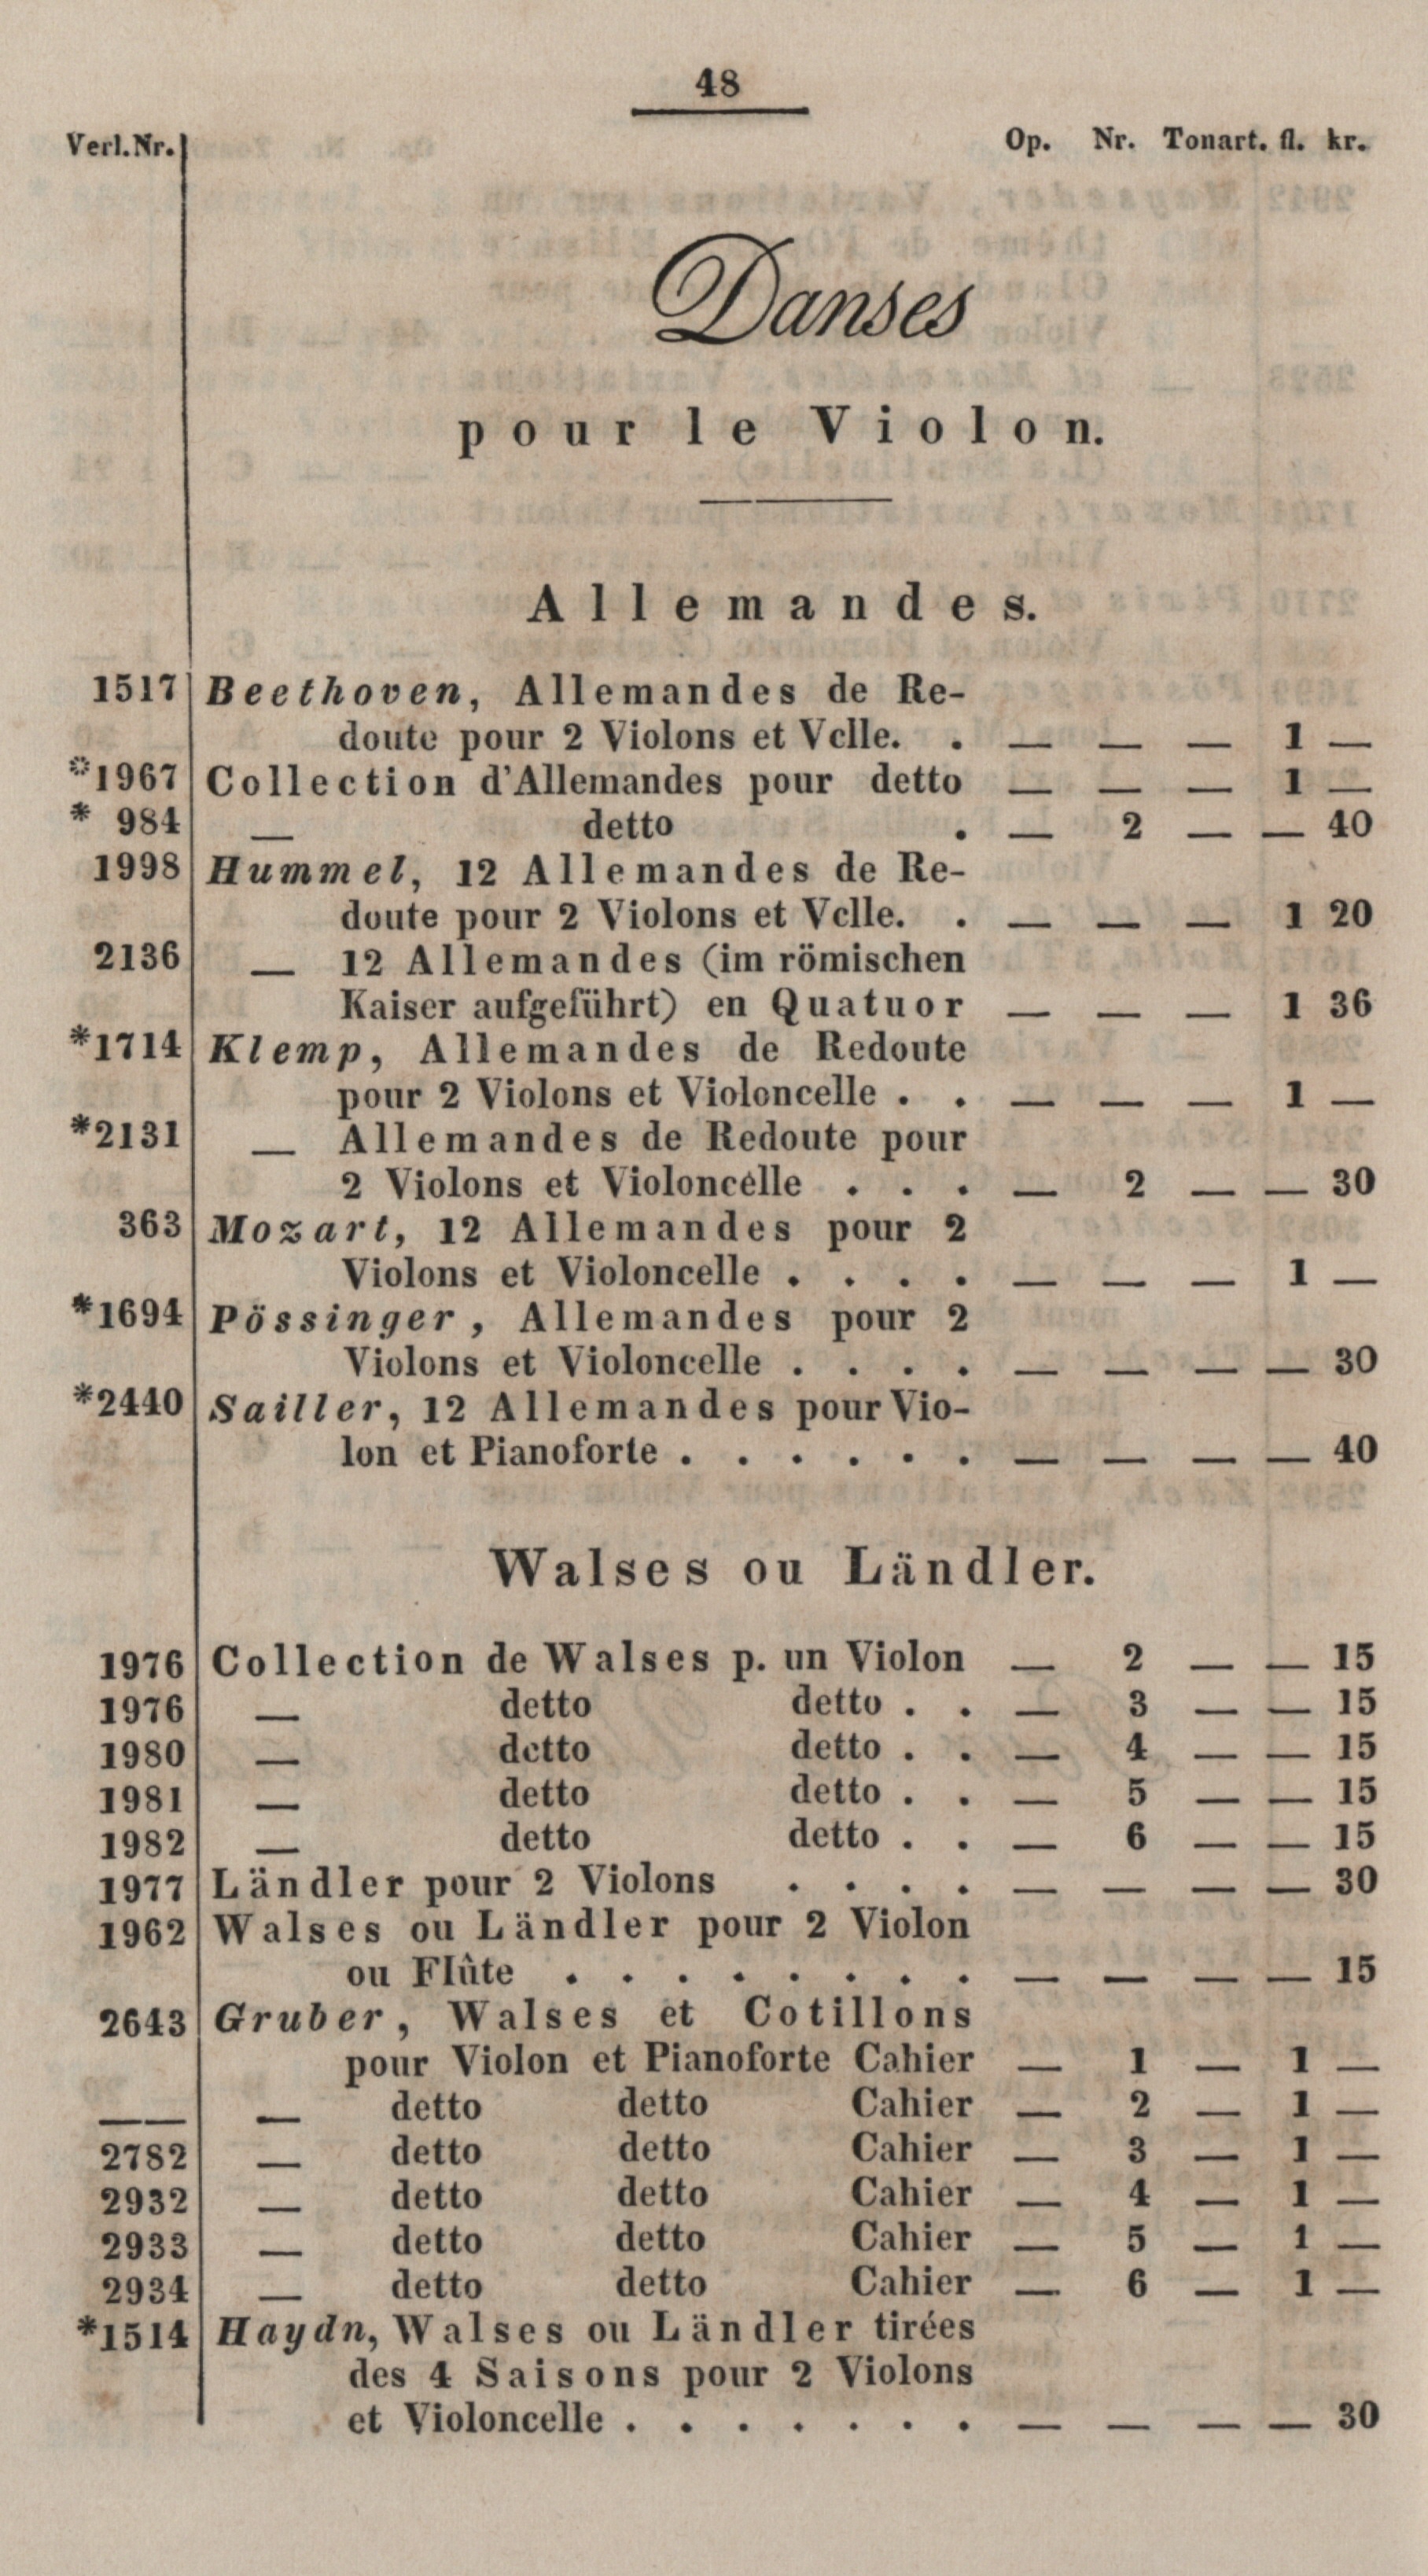 48
Verl.Nr. Op. Nr. Tonart. fl. kr.
Danses
pour le Violon.
Allemandes.
1517 Beethoven, Allemandes de Re-
doute pour 2 Violons et Vclle. . — — — 1 —
*1967 Collection d'Allemandes pour detto — — — 1 —
* 984 — detto . — 2 — — 40
1998 Hummel, 12 Allemandes de Re-
doute pour 2 Violons et Vclle. . — — — 1 20
2136 — 12 Allemandes (im römischen
Kaiser aufgeführt) en Quatuor — — — 1 36
*1714 Klemp, Allemandes de Redoute
pour 2 Violons et Violoncelle . . — — — 1 —
*2131 — Allemandes de Redoute pour
2 Violons et Violoncelle . . . — 2 — — 30
363 Mozart, 12 Allemandes pour 2
Violons et Violoncelle . . . . — — — 1 —
*1694 Pössinger, Allemandes pour 2
Violons et Violoncelle . . . . — — — — 30
*2440 Sailler, 12 Allemandes pour Vio-
lon et Pianoforte . . . . . . — — — — 40
Walses ou Ländler.
1976 Collection de Walses p. un Violon — 2 — — 15
1976 — detto detto . . — 3 — — 15
1980 — detto detto . . — 4 — — 15
1981 — detto detto . . — 5 — — 15
1982 — detto detto . . — 6 — — 15
1977 Ländler pour 2 Violons . . . . — — — — 30
1962 Walses ou Ländler pour 2 Violon
ou Flûte . . . . . . . . — — — — 15
2643 Gruber, Walses et Cotillons
pour Violon et Pianoforte Cahier — 1 — 1 —
—— — detto detto Cahier — 2 — 1 —
2782 — detto detto Cahier — 3 — 1 —
2932 — detto detto Cahier — 4 — 1 —
2933 — detto detto Cahier — 5 — 1 —
2934 — detto detto Cahier — 6 — 1 —
*1514 Haydn, Walses ou Ländler tirées
des 4 Saisons pour 2 Violons
et Violoncelle . . . . . . . — — — — 30